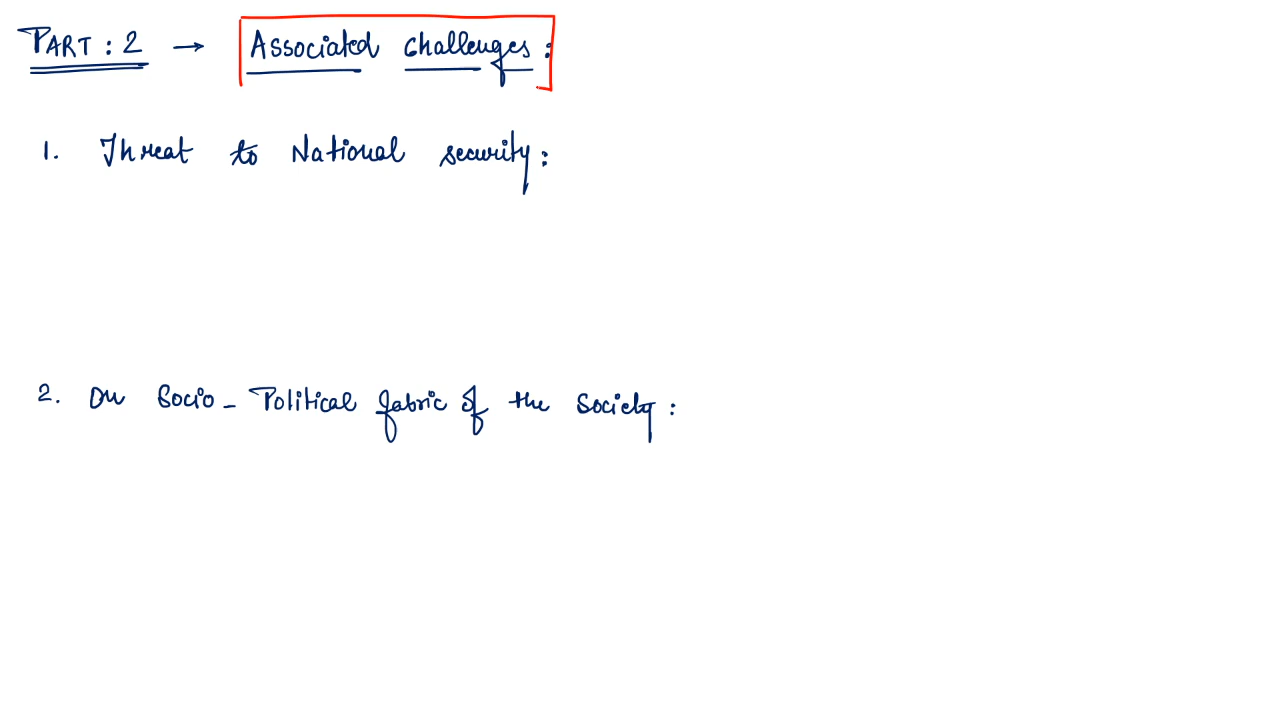 PART : 2 → Associated challenges :
1. Threat to National security :
2. On Socio - Political fabric of the Society :